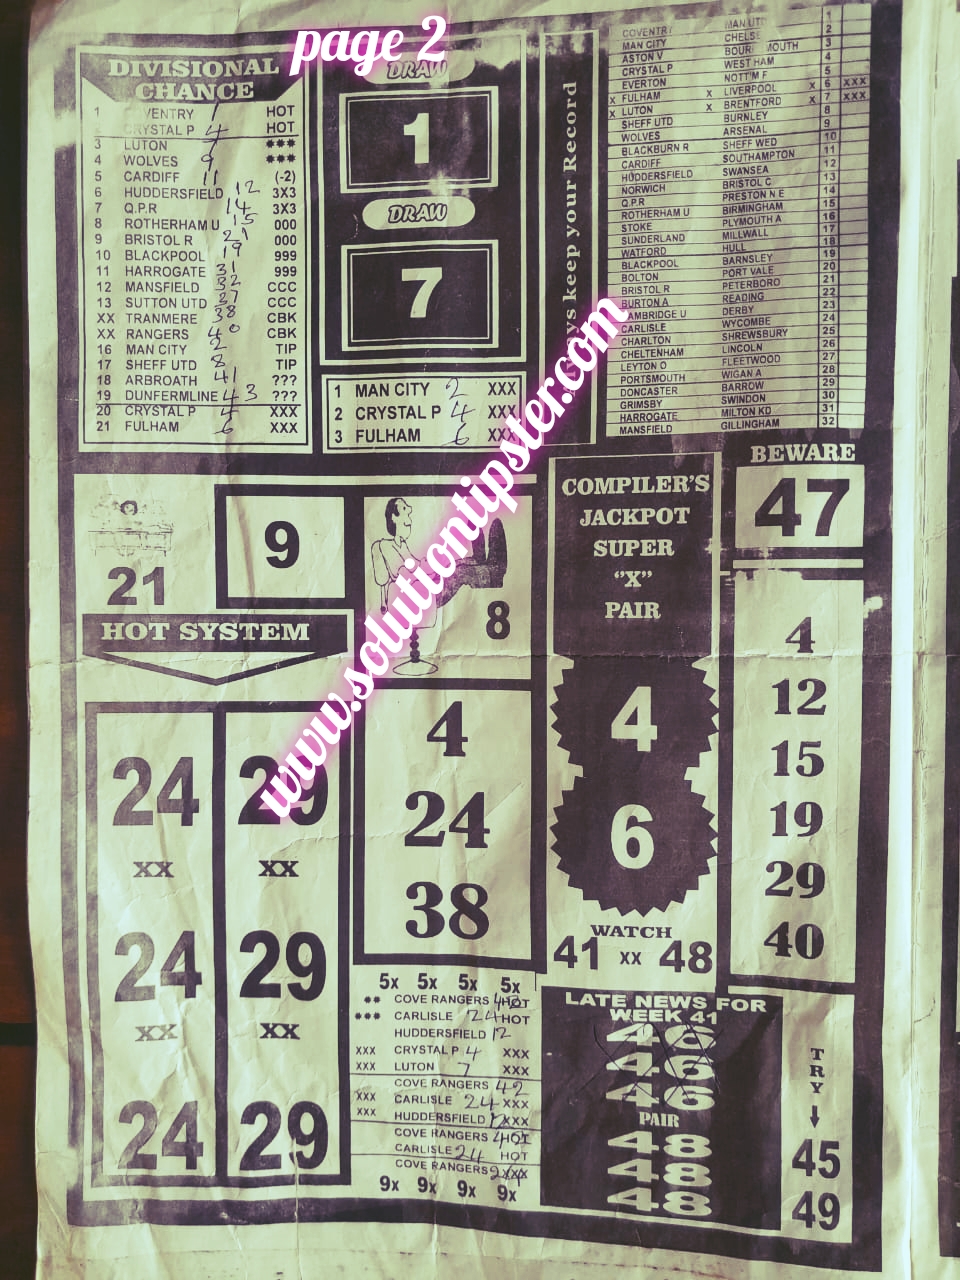 page 2
DIVISIONAL
CHANCE
1 VENTRY 1 HOT
CRYSTAL P 4 HOT
3 LUTON 7 ***
4 WOLVES 9 ***
5 CARDIFF 11 (-2)
6 HUDDERSFIELD 12 3X3
7 Q.P.R 14 3X3
8 ROTHERHAM U 15 000
9 BRISTOL R 21 000
10 BLACKPOOL 19 999
11 HARROGATE 31 999
12 MANSFIELD 32 CCC
13 SUTTON UTD 37 CCC
XX TRANMERE 38 CBK
XX RANGERS 40 CBK
16 MAN CITY 2 TIP
17 SHEFF UTD 8 TIP
18 ARBROATH 41 ???
19 DUNFERMLINE 43 ???
20 CRYSTAL P 4 XXX
21 FULHAM 6 XXX
DRAW
1
DRAW
7
1 MAN CITY 2 XXX
2 CRYSTAL P 4 XXX
3 FULHAM 6 XXX
ys keep your Record
COVENTRY MAN UTD 1
MAN CITY CHELSE 2
ASTON V BOUR MOUTH 3
CRYSTAL P WEST HAM 4
EVERTON NOTT'M F 5
X FULHAM X LIVERPOOL X 6 XXX
X LUTON X BRENTFORD X 7 XXX
SHEFF UTD BURNLEY 8
WOLVES ARSENAL 9
BLACKBURN R SHEFF WED 10
CARDIFF SOUTHAMPTON 11
HUDDERSFIELD SWANSEA 12
NORWICH BRISTOL C 13
Q.P.R PRESTON N E 14
ROTHERHAM U BIRMINGHAM 15
STOKE PLYMOUTH A 16
SUNDERLAND MILLWALL 17
WATFORD HULL 18
BLACKPOOL BARNSLEY 19
BOLTON PORT VALE 20
BRISTOL R PETERBORO 21
BURTON A READING 22
AMBRIDGE U DERBY 23
CARLISLE WYCOMBE 24
CHARLTON SHREWSBURY 25
CHELTENHAM LINCOLN 26
LEYTON O FLEETWOOD 27
PORTSMOUTH WIGAN A 28
DONCASTER BARROW 29
GRIMSBY SWINDON 30
HARROGATE MILTON KD 31
MANSFIELD GILLINGHAM 32
www.solutiontipster.com
BEWARE
47
21
9
8
HOT SYSTEM
24 29
XX XX
24 29
XX XX
24 29
4
24
38
COMPILER'S
JACKPOT
SUPER
"X"
PAIR
4
6
WATCH
41 XX 48
4
12
15
19
29
40
5x 5x 5x 5x
** COVE RANGERS 42 HOT
*** CARLISLE 24 HOT
HUDDERSFIELD 12
XXX CRYSTAL P 4 XXX
XXX LUTON 7 XXX
COVE RANGERS 42
XXX CARLISLE 24 XXX
XXX HUDDERSFIELD 12 XXX
COVE RANGERS HOT
CARLISLE 24 HOT
COVE RANGERS XXX
9x 9x 9x 9x
LATE NEWS FOR
WEEK 41
46
46
46
PAIR
48
48
48
TRY
45
49